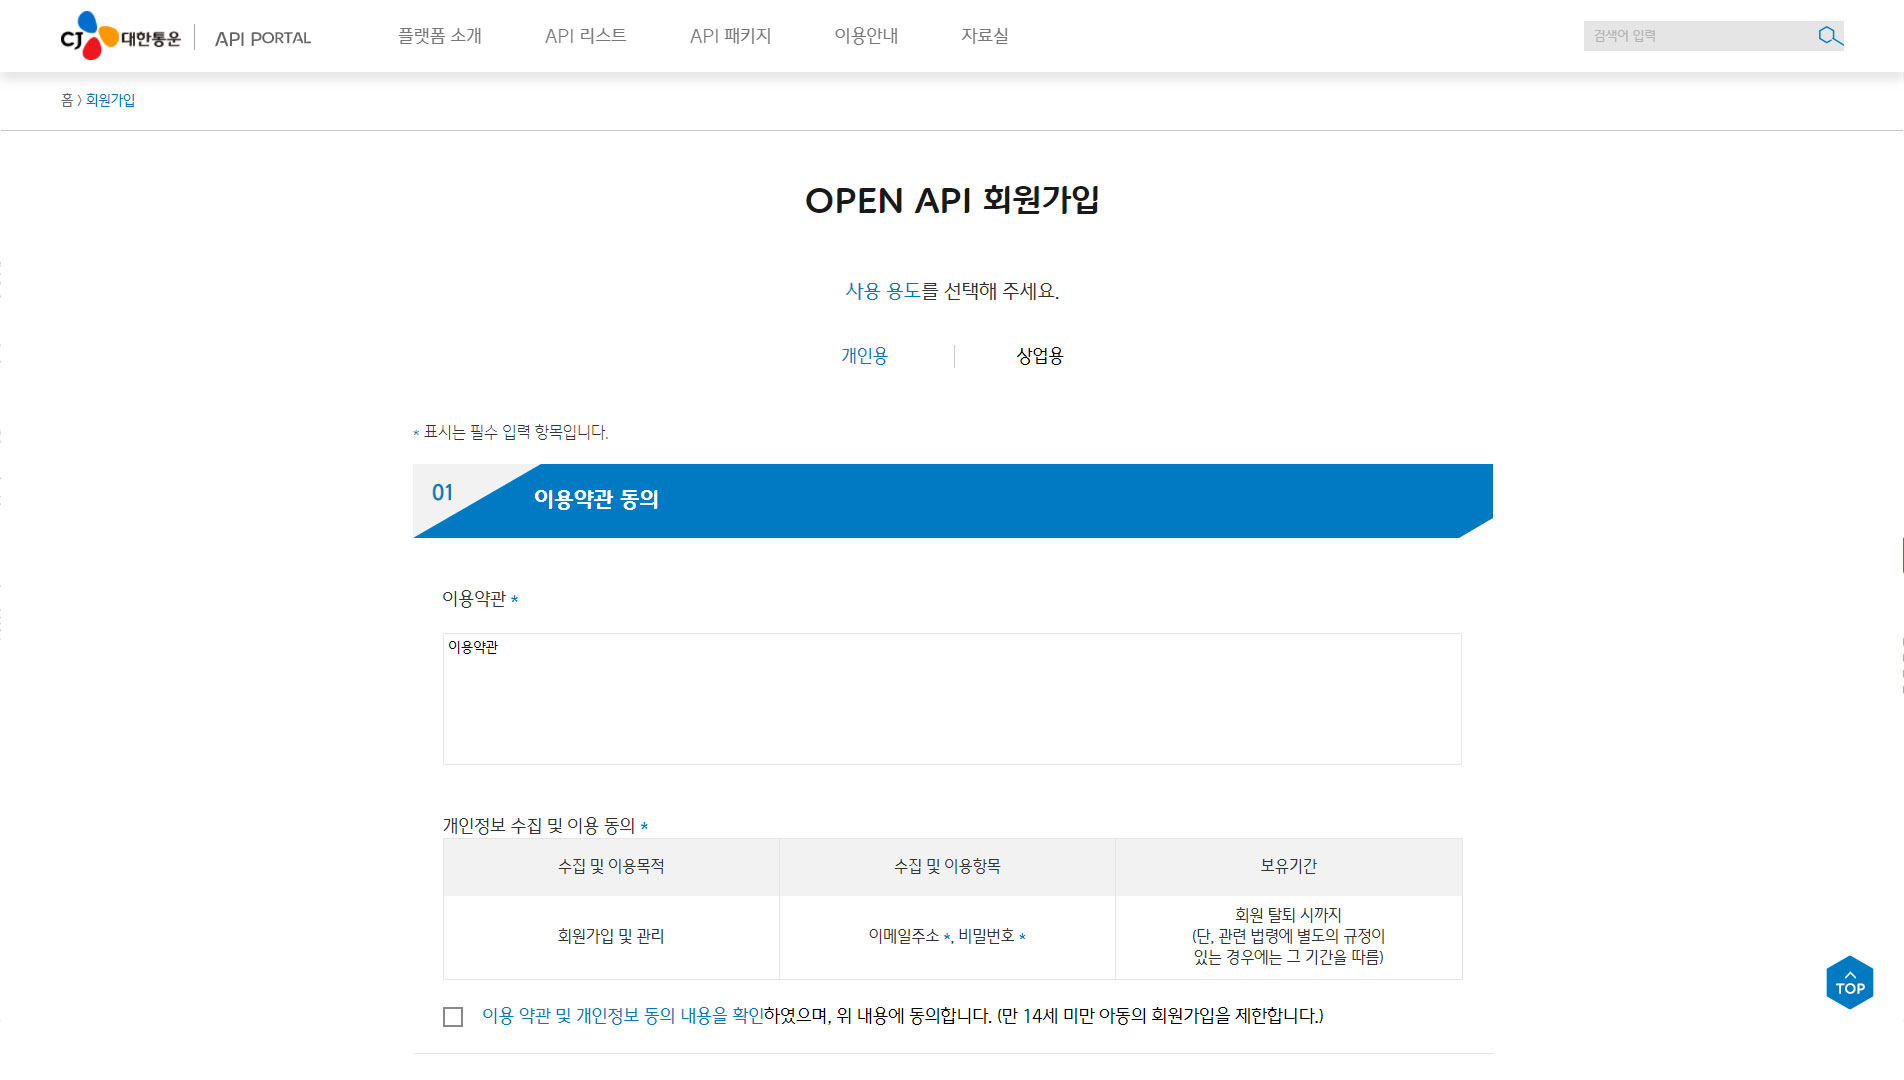 CJ대한통운 API PORTAL 플랫폼 소개 API 리스트 API 패키지 이용안내 자료실 검색어 입력
홈 > 회원가입
OPEN API 회원가입
사용 용도를 선택해 주세요.
개인용 상업용
* 표시는 필수 입력 항목입니다.
01 이용약관 동의
이용약관 *
이용약관
개인정보 수집 및 이용 동의 *
수집 및 이용목적 수집 및 이용항목 보유기간
회원가입 및 관리 이메일주소 *, 비밀번호 *
회원 탈퇴 시까지
(단, 관련 법령에 별도의 규정이
있는 경우에는 그 기간을 따름)
이용 약관 및 개인정보 동의 내용을 확인하였으며, 위 내용에 동의합니다. (만 14세 미만 아동의 회원가입을 제한합니다.)
TOP